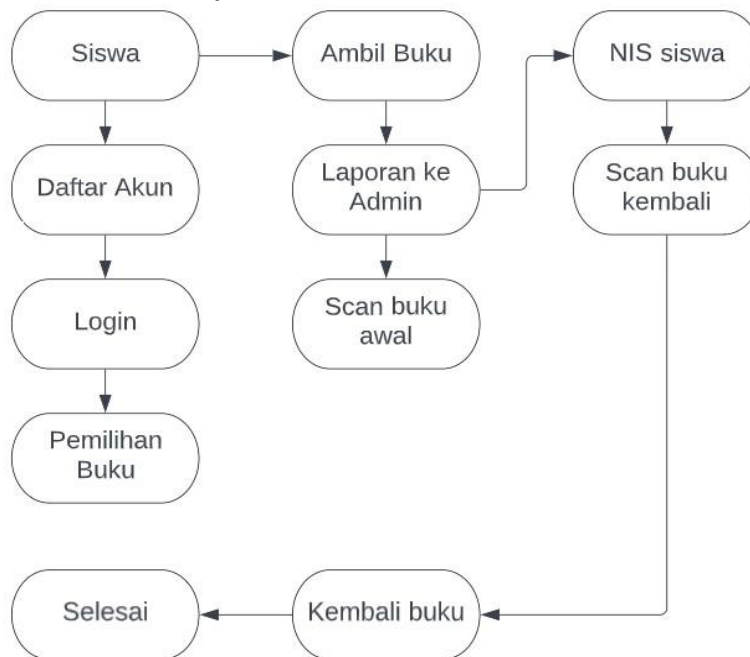 Siswa
Ambil Buku
NIS siswa
Daftar Akun
Laporan ke
Admin
Scan buku
kembali
Login
Scan buku
awal
Pemilihan
Buku
Selesai
Kembali buku